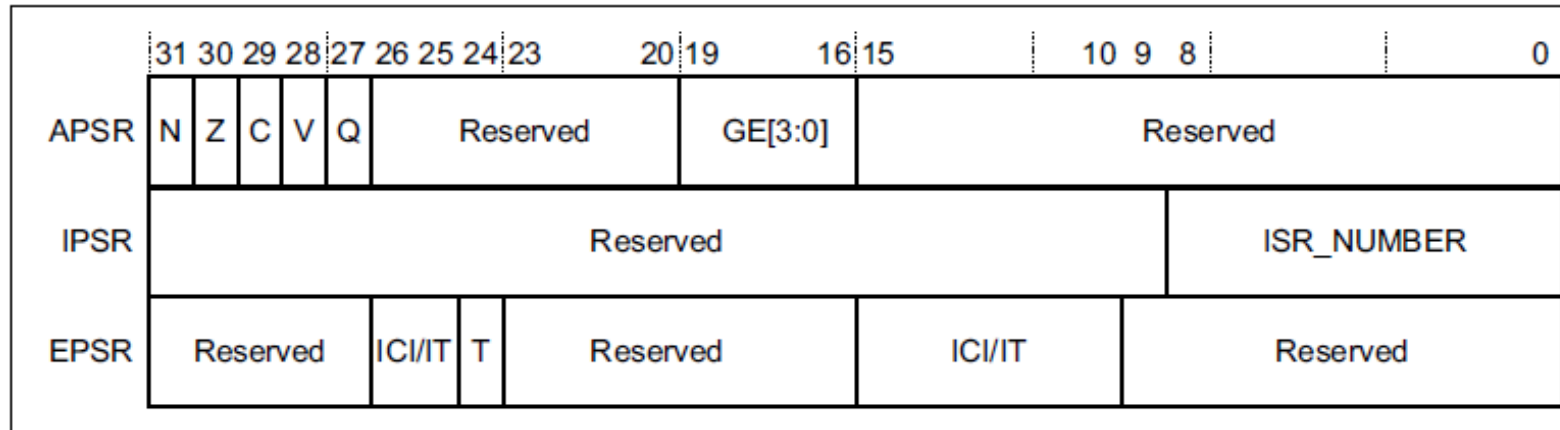 31 30 29 28 27 26 25 24 23 20 19 16 15 10 9 8 0
APSR N Z C V Q Reserved GE[3:0] Reserved
IPSR Reserved ISR_NUMBER
EPSR Reserved ICI/IT T Reserved ICI/IT Reserved